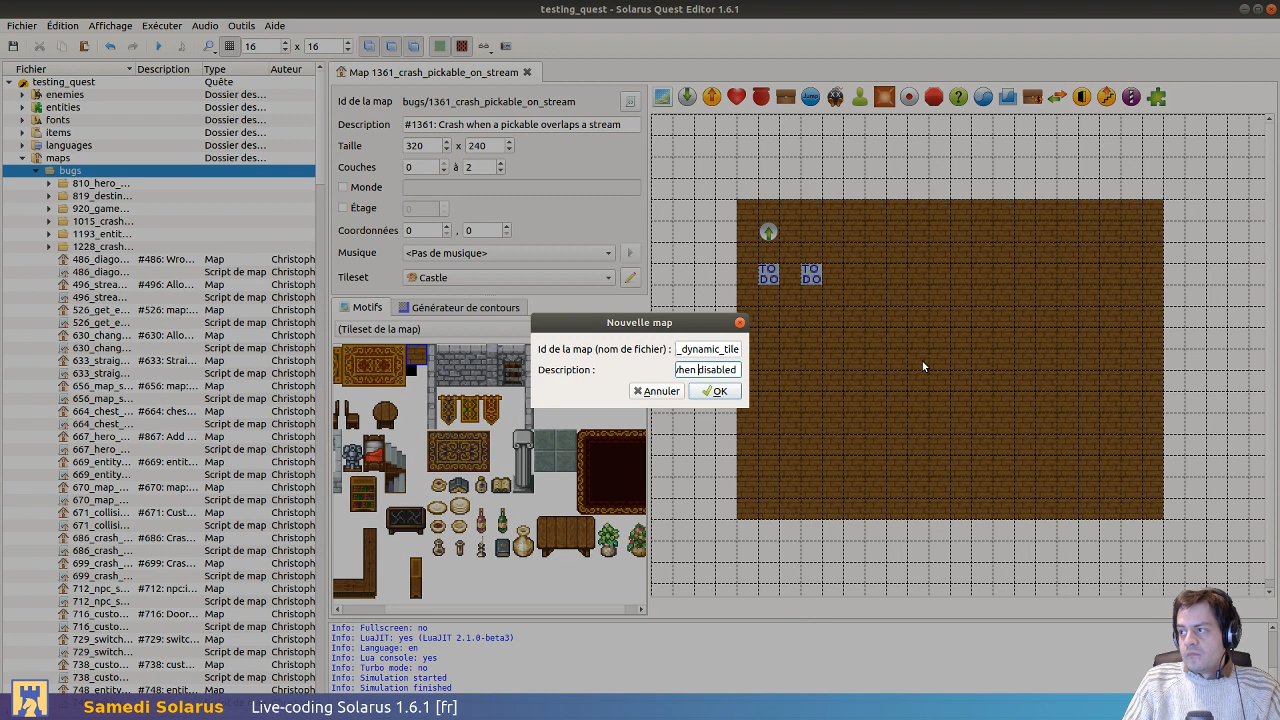 testing_quest - Solarus Quest Editor 1.6.1
Fichier Édition Affichage Exécuter Audio Outils Aide
16 x 16
Fichier Description Type Auteur
testing_quest Quête
enemies Dossier des…
entities Dossier des…
fonts Dossier des…
items Dossier des…
languages Dossier des…
maps Dossier des…
bugs
810_hero_… Dossier des…
819_destin… Dossier des…
920_game… Dossier des…
1015_crash… Dossier des…
1193_entit… Dossier des…
1228_crash… Dossier des…
486_diago… #486: Wro… Map Christoph
486_diago… Script de map Christoph
496_strea… #496: Allo… Map Christoph
496_strea… Script de map Christoph
526_get_e… #526: map:… Map Christoph
526_get_e… Script de map Christoph
630_chang… #630: Allo… Map Christoph
630_chang… Script de map Christoph
633_straig… #633: Strai… Map Christoph
633_straig… Script de map Christoph
656_map_s… #656: map:… Map Christoph
656_map_s… Script de map Christoph
664_chest_… #664: ches… Map Christoph
664_chest_… Script de map Christoph
667_hero_… #867: Add … Map Christoph
667_hero_… Script de map Christoph
669_entity… #669: entit… Map Christoph
669_entity… Script de map Christoph
670_map_… #670: map:… Map Christoph
670_map_… Script de map Christoph
671_collisi… #671: Cust… Map Christoph
671_collisi… Script de map Christoph
686_crash_… #686: Cras… Map Christoph
686_crash_… Script de map Christoph
699_crash_… #699: Cras… Map Christoph
699_crash_… Script de map Christoph
712_npc_s… #712: npc:i… Map Christoph
712_npc_s… Script de map Christoph
716_custo… #716: Door… Map Christoph
716_custo… Script de map Christoph
729_switch… #729: switc… Map Christoph
729_switch… Script de map Christoph
738_custo… #738: cust… Map Christoph
738_custo… Script de map Christoph
748_entity… #748: entit… Map Christoph
Map 1361_crash_pickable_on_stream
Id de la map bugs/1361_crash_pickable_on_stream
Description #1361: Crash when a pickable overlaps a stream
Taille 320 x 240
Couches 0 à 2
Monde
Étage 0
Coordonnées 0 , 0
Musique <Pas de musique>
Tileset Castle
Motifs Générateur de contours
(Tileset de la map)
Jump
TO DO TO DO
Nouvelle map
Id de la map (nom de fichier) : _dynamic_tile
Description : when disabled
Annuler OK
Info: Fullscreen: no
Info: LuaJIT: yes (LuaJIT 2.1.0-beta3)
Info: Language: en
Info: Lua console: yes
Info: Turbo mode: no
Info: Simulation started
Info: Simulation finished
Samedi Solarus Live-coding Solarus 1.6.1 [fr]